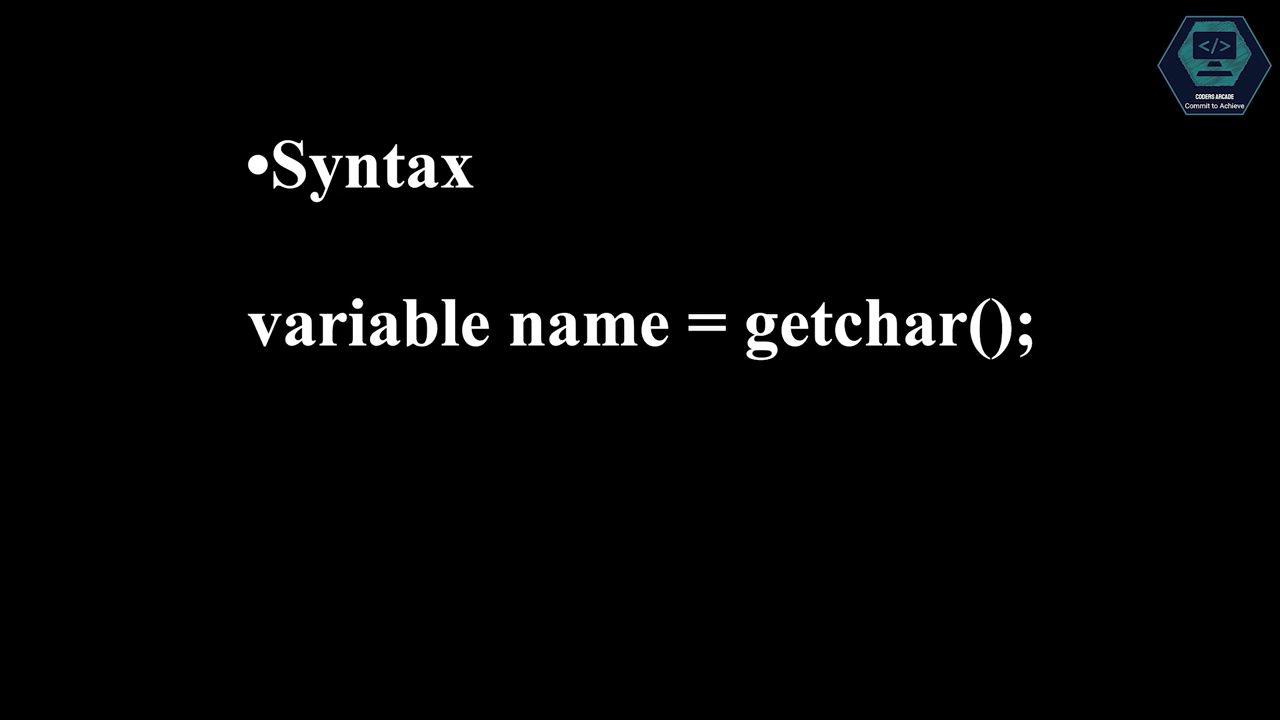 </>
CODERS ARCADE
Commit to Achieve
•Syntax
variable name = getchar();